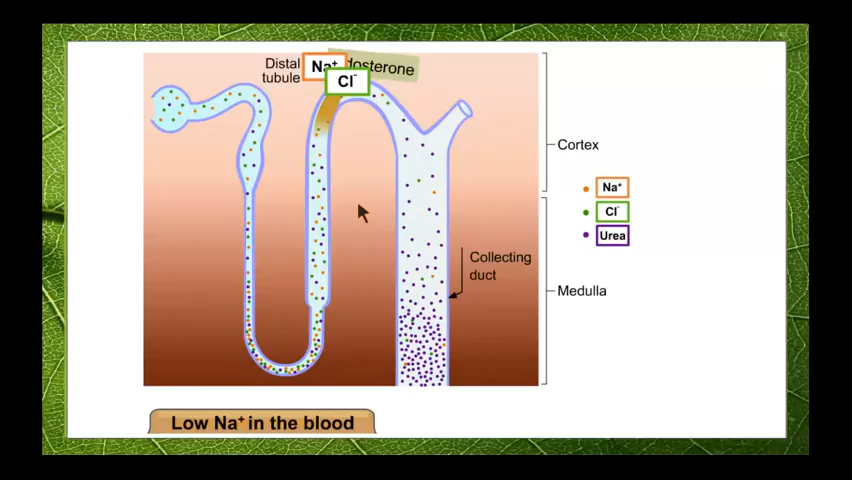 Distal
tubule
Na⁺
dosterone
Cl⁻
Cortex
Na⁺
Cl⁻
Urea
Collecting
duct
Medulla
Low Na⁺ in the blood